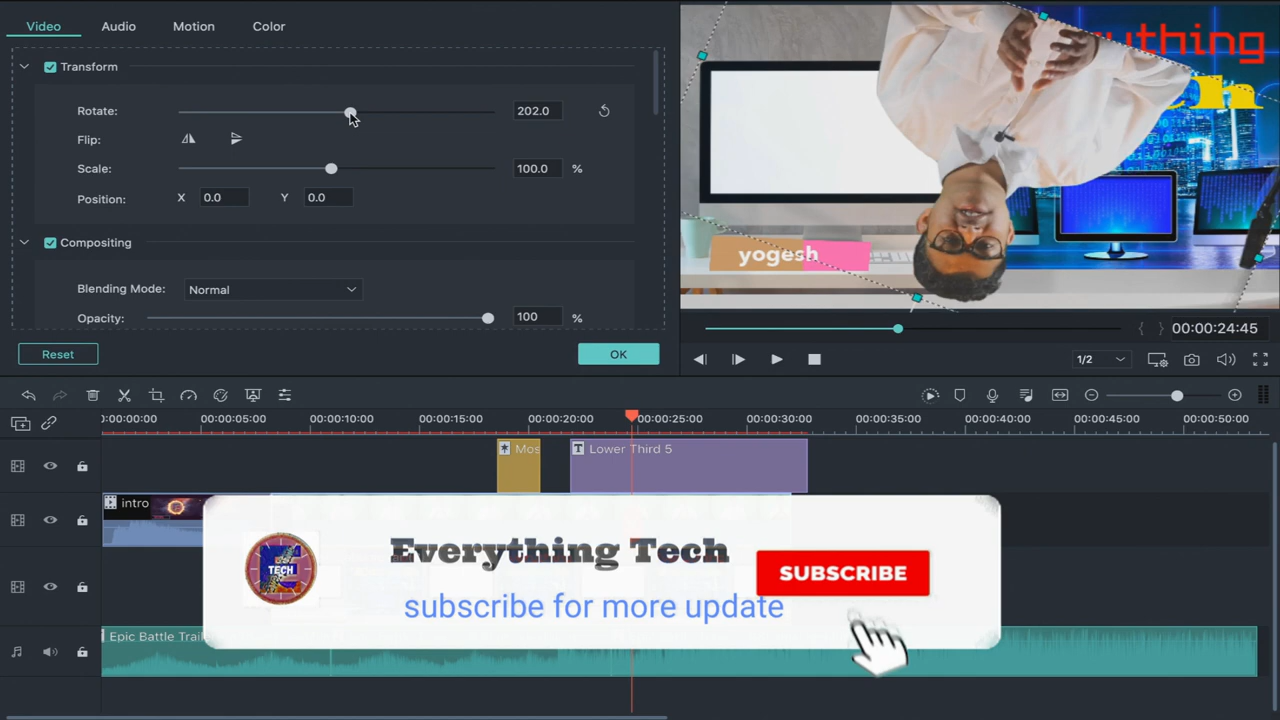 Video Audio Motion Color
Transform
Rotate: 202.0
Flip:
Scale: 100.0 %
Position: X 0.0 Y 0.0
Compositing
Blending Mode: Normal
Opacity: 100 %
Reset OK
ything
ch
yogesh
00:00:24:45
1/2
0:00:00:00 00:00:05:00 00:00:10:00 00:00:15:00 00:00:20:00 00:00:25:00 00:00:30:00 00:00:35:00 00:00:40:00 00:00:45:00 00:00:50:00
Mos T Lower Third 5
intro
Everything Tech
TECH
SUBSCRIBE
subscribe for more update
Epic Battle Trail